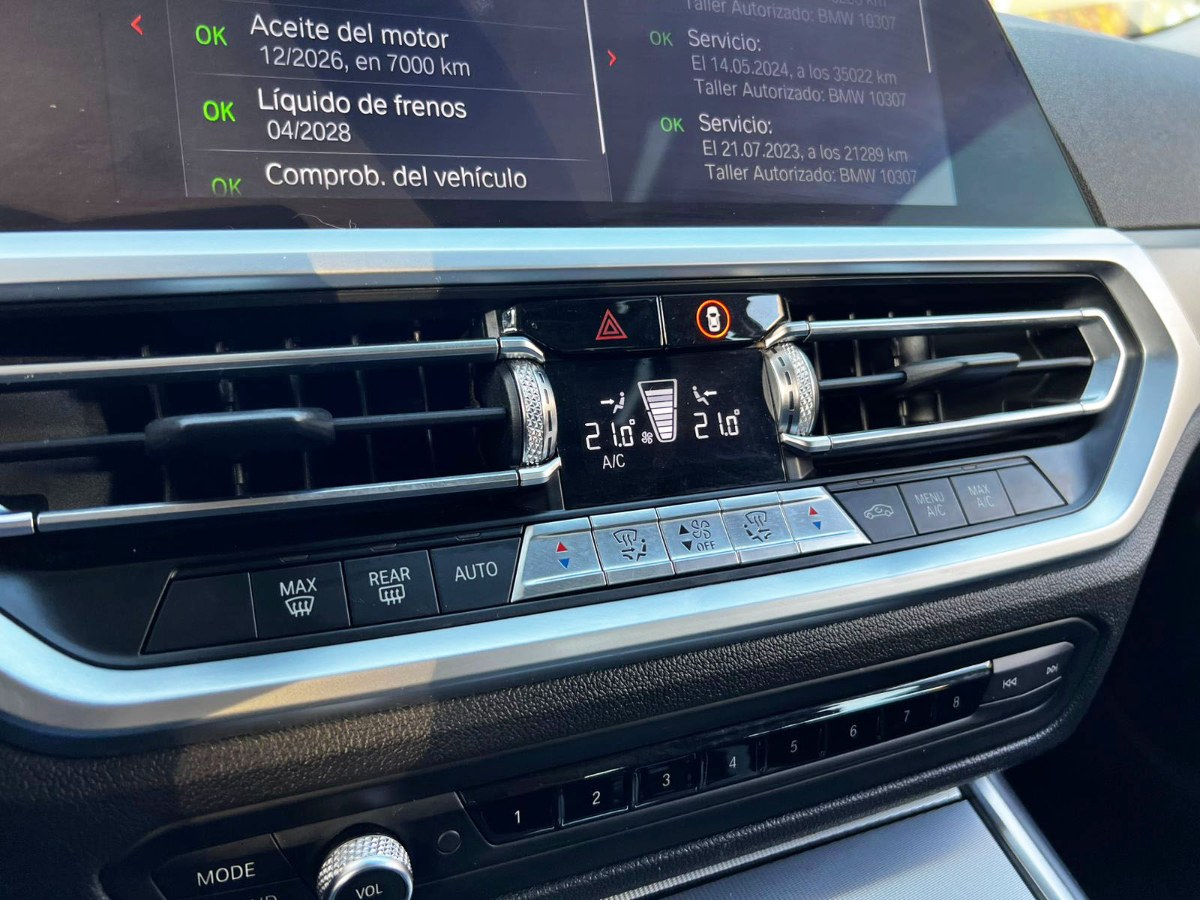 OK Aceite del motor
12/2026, en 7000 km
OK Líquido de frenos
04/2028
OK Comprob. del vehículo
Taller Autorizado: BMW 10307
OK Servicio:
El 14.05.2024, a los 35022 km
Taller Autorizado: BMW 10307
OK Servicio:
El 21.07.2023, a los 21289 km
Taller Autorizado: BMW 10307
21.0° 21.0°
A/C
MAX
REAR
AUTO
OFF
MENU
A/C
MAX
A/C
1 2 3 4 5 6 7 8
MODE
VOL